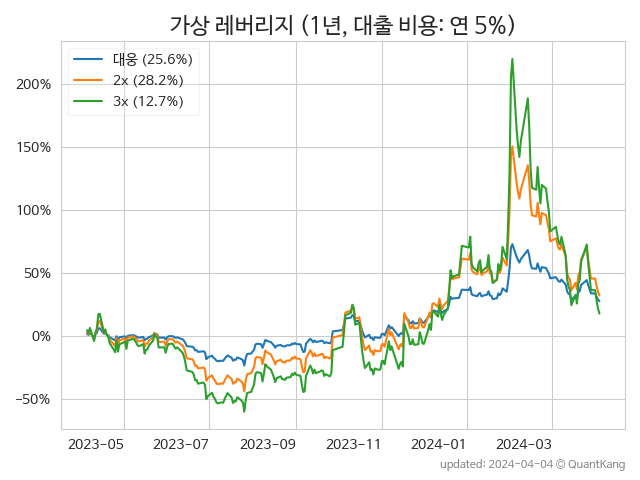 가상 레버리지 (1년, 대출 비용: 연 5%)
대웅 (25.6%)
2x (28.2%)
3x (12.7%)
200%
150%
100%
50%
0%
−50%
2023-05 2023-07 2023-09 2023-11 2024-01 2024-03
updated: 2024-04-04 © QuantKang